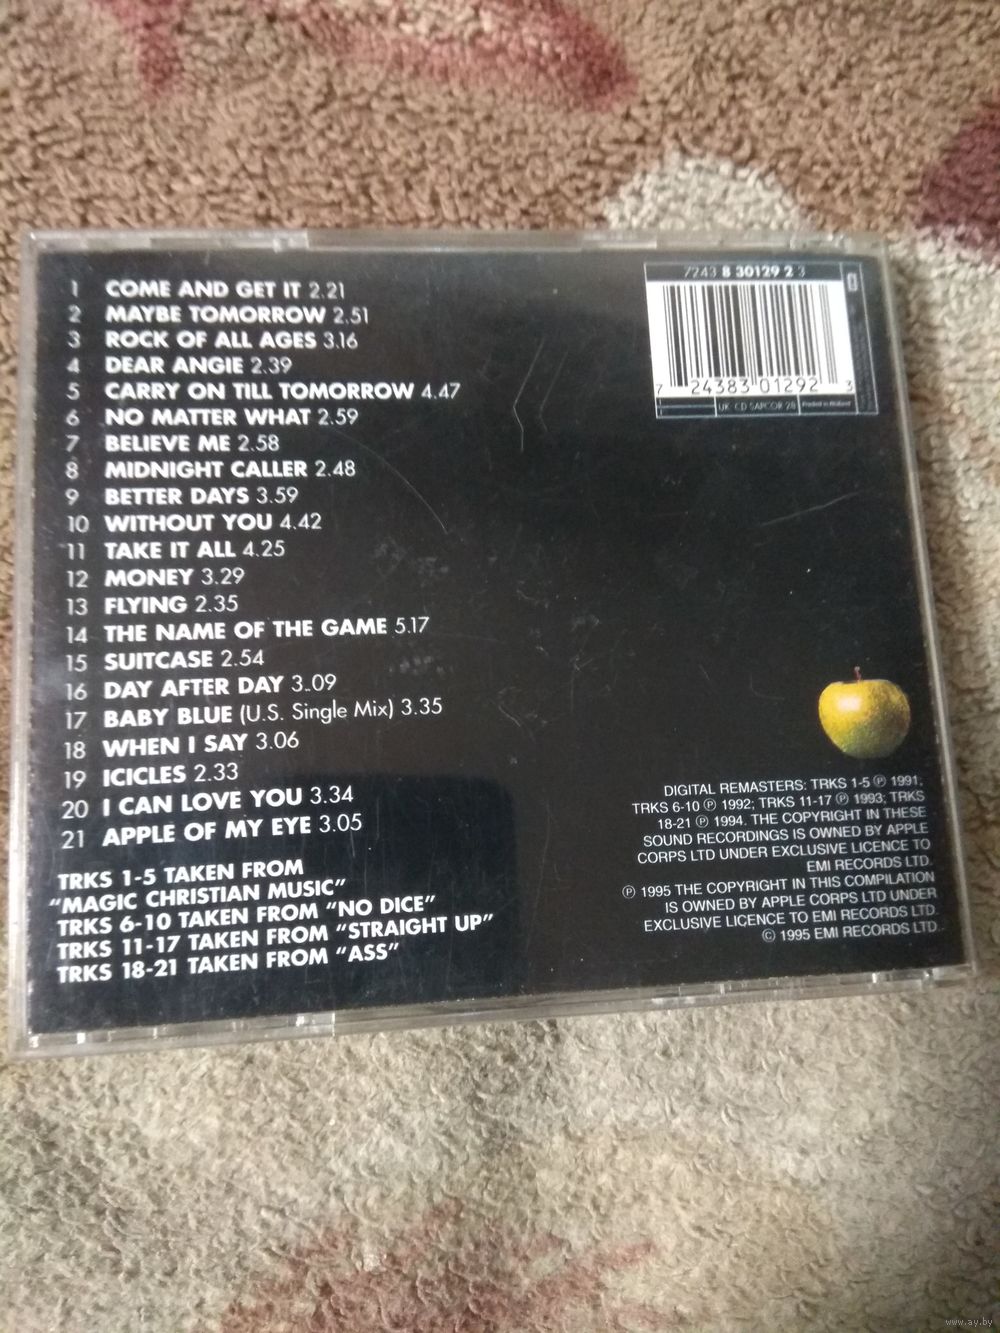 1 COME AND GET IT 2.21
2 MAYBE TOMORROW 2.51
3 ROCK OF ALL AGES 3.16
4 DEAR ANGIE 2.39
5 CARRY ON TILL TOMORROW 4.47
6 NO MATTER WHAT 2.59
7 BELIEVE ME 2.58
8 MIDNIGHT CALLER 2.48
9 BETTER DAYS 3.59
10 WITHOUT YOU 4.42
11 TAKE IT ALL 4.25
12 MONEY 3.29
13 FLYING 2.35
14 THE NAME OF THE GAME 5.17
15 SUITCASE 2.54
16 DAY AFTER DAY 3.09
17 BABY BLUE (U.S. Single Mix) 3.35
18 WHEN I SAY 3.06
19 ICICLES 2.33
20 I CAN LOVE YOU 3.34
21 APPLE OF MY EYE 3.05
TRKS 1-5 TAKEN FROM
"MAGIC CHRISTIAN MUSIC"
TRKS 6-10 TAKEN FROM "NO DICE"
TRKS 11-17 TAKEN FROM "STRAIGHT UP"
TRKS 18-21 TAKEN FROM "ASS"
7243 8 30129 2 3
7 24383 01292 3
UK: CD SAPCOR 28
Printed in Holland
DIGITAL REMASTERS: TRKS 1-5 ℗ 1991;
TRKS 6-10 ℗ 1992; TRKS 11-17 ℗ 1993; TRKS
18-21 ℗ 1994. THE COPYRIGHT IN THESE
SOUND RECORDINGS IS OWNED BY APPLE
CORPS LTD UNDER EXCLUSIVE LICENCE TO
EMI RECORDS LTD.
℗ 1995 THE COPYRIGHT IN THIS COMPILATION
IS OWNED BY APPLE CORPS LTD UNDER
EXCLUSIVE LICENCE TO EMI RECORDS LTD.
© 1995 EMI RECORDS LTD.
www.ay.by